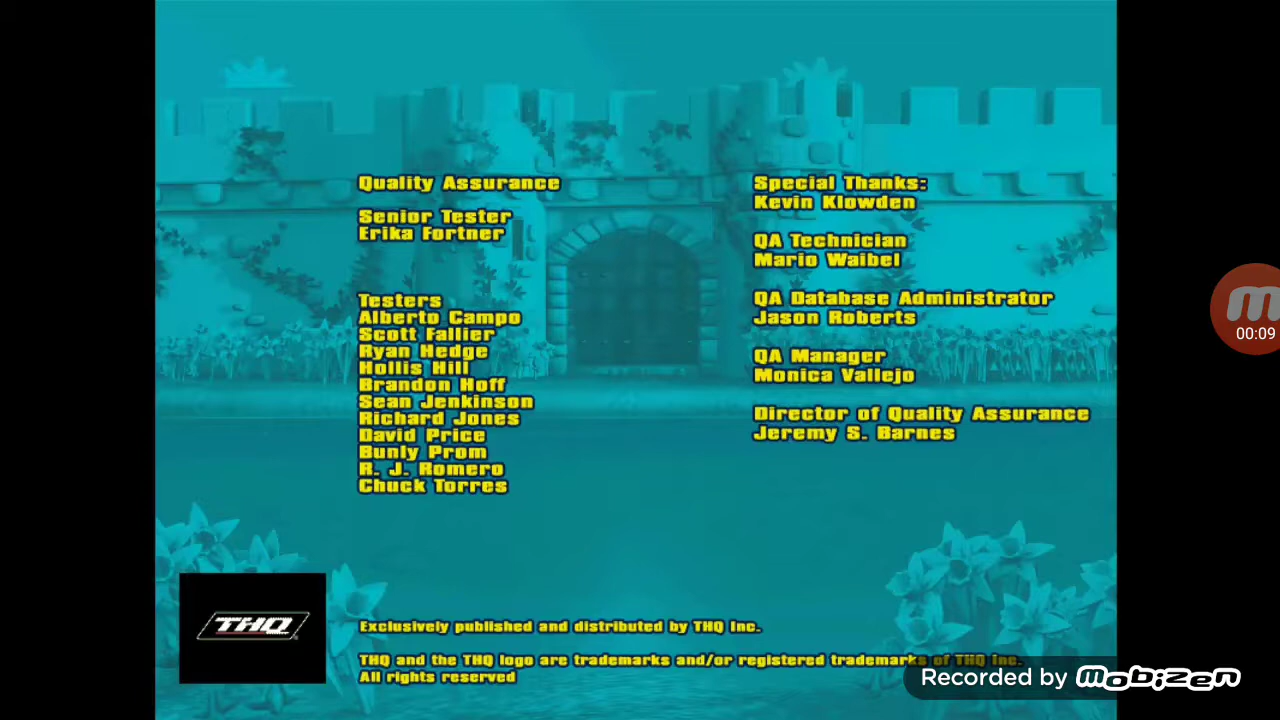 Quality Assurance
Senior Tester
Erika Fortner
Testers
Alberto Campo
Scott Fallier
Ryan Hedge
Hollis Hill
Brandon Hoff
Sean Jenkinson
Richard Jones
David Price
Bunly Prom
R. J. Romero
Chuck Torres
Special Thanks:
Kevin Klowden
QA Technician
Mario Waibel
QA Database Administrator
Jason Roberts
QA Manager
Monica Vallejo
Director of Quality Assurance
Jeremy S. Barnes
THQ
Exclusively published and distributed by THQ Inc.
THQ and the THQ logo are trademarks and/or registered trademarks of THQ Inc.
All rights reserved
00:09
Recorded by mobizen